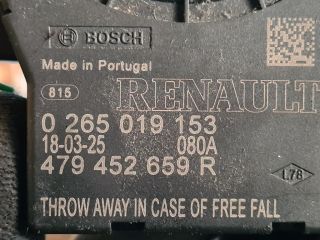 BOSCH
Made in Portugal
815 RENAULT
0 265 019 153
18-03-25 080A
479 452 659 R
L78
THROW AWAY IN CASE OF FREE FALL